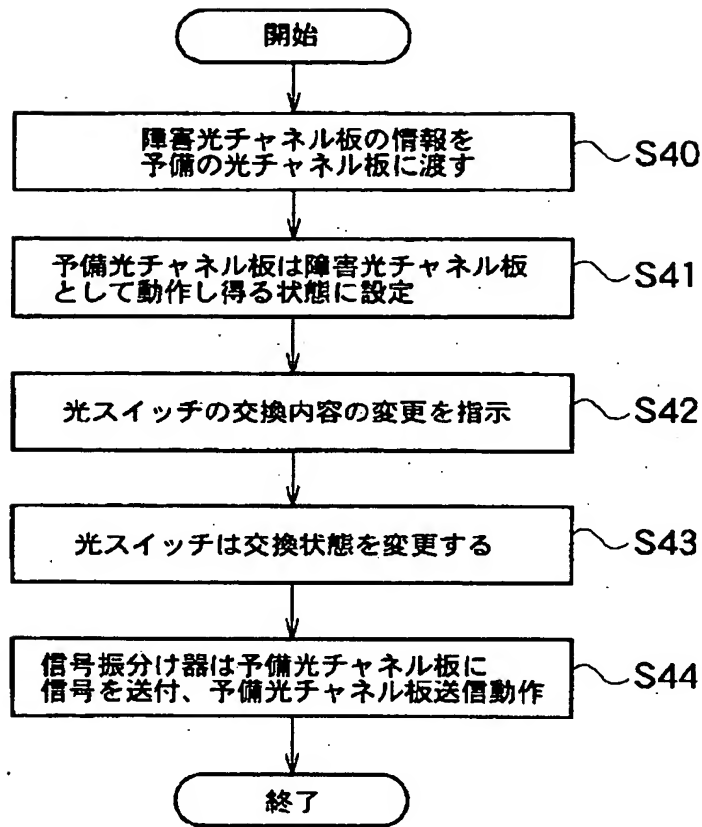 開始
障害光チャネル板の情報を
予備の光チャネル板に渡す
S40
予備光チャネル板は障害光チャネル板
として動作し得る状態に設定
S41
光スイッチの交換内容の変更を指示
S42
光スイッチは交換状態を変更する
S43
信号振分け器は予備光チャネル板に
信号を送付、予備光チャネル板送信動作
S44
終了